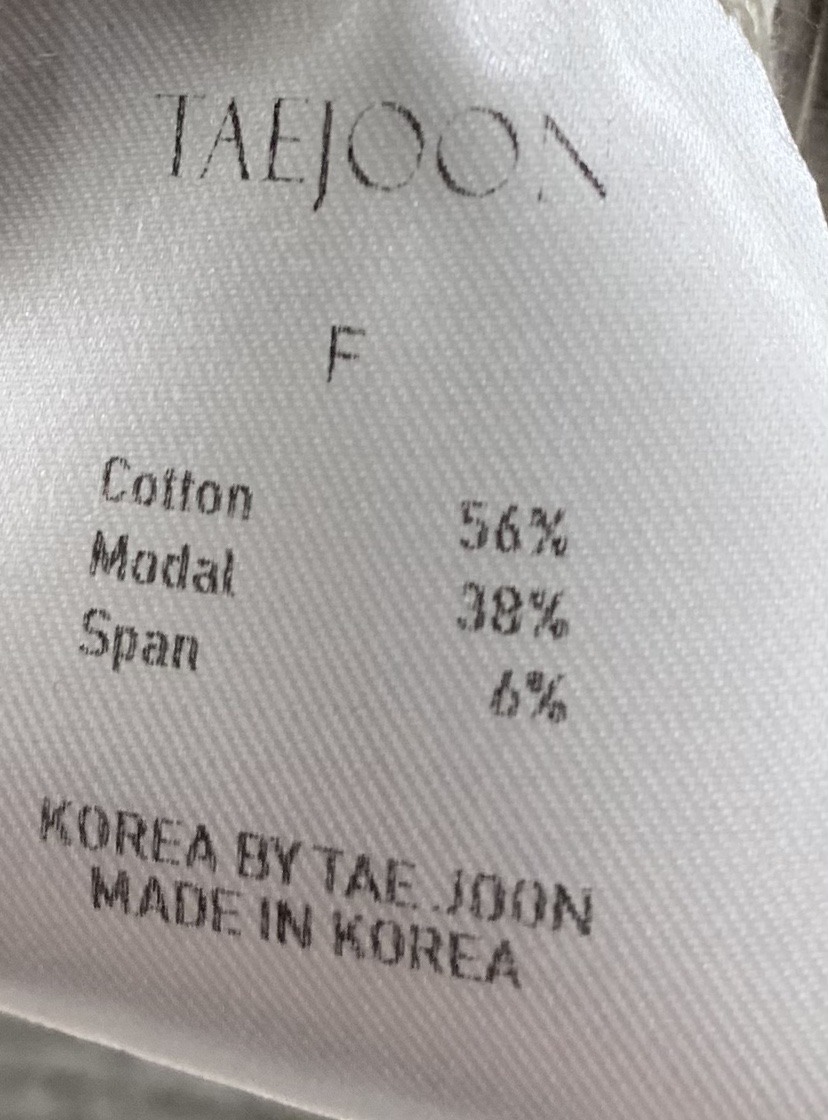 TAEJOON
F
Cotton 56%
Modal 38%
Span 6%
KOREA BY TAE JOON
MADE IN KOREA